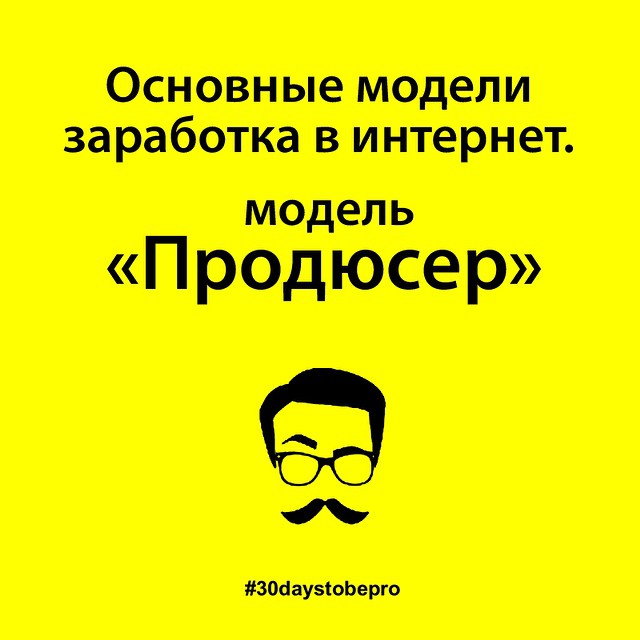 Основные модели
заработка в интернет.
модель
«Продюсер»
#30daystobepro